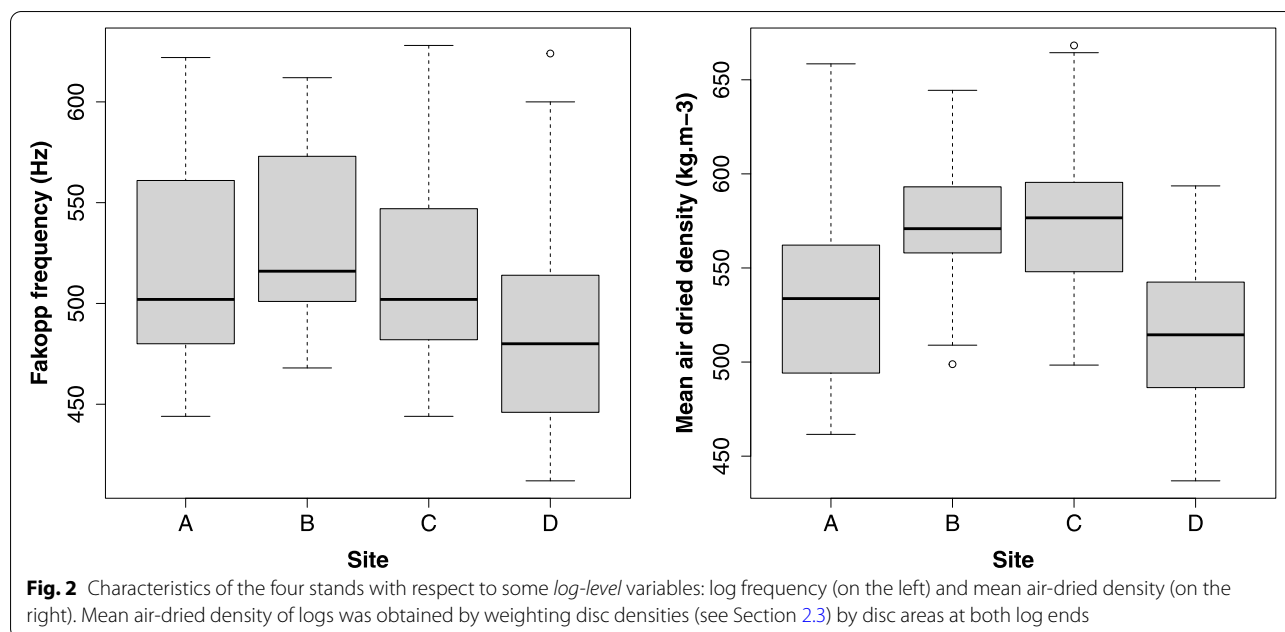 Fakopp frequency (Hz)
600
550
500
450
A B C D
Site
Mean air dried density (kg.m−3)
650
600
550
500
450
A B C D
Site
Fig. 2 Characteristics of the four stands with respect to some log-level variables: log frequency (on the left) and mean air-dried density (on the
right). Mean air-dried density of logs was obtained by weighting disc densities (see Section 2.3) by disc areas at both log ends